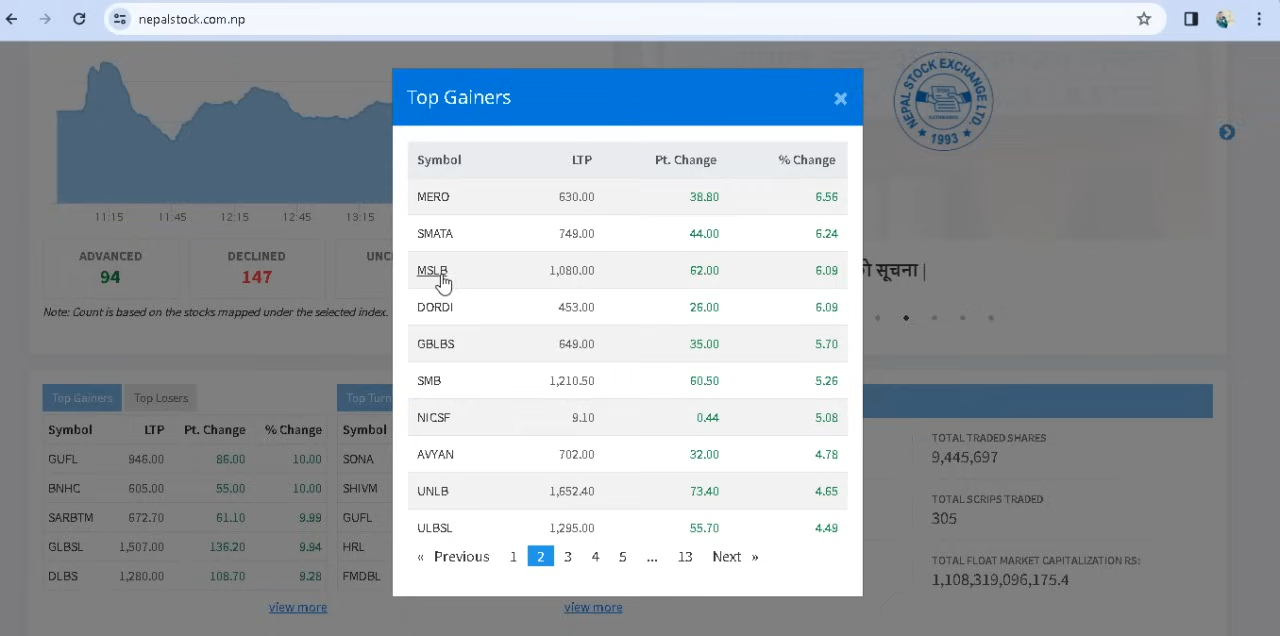 nepalstock.com.np
NEPAL STOCK EXCHANGE LTD.
1993
11:15 11:45 12:15 12:45 13:15
ADVANCED
94
DECLINED
147
UNC
Note: Count is based on the stocks mapped under the selected index.
सूचना |
Top Gainers ×
Symbol LTP Pt. Change % Change
MERO 630.00 38.80 6.56
SMATA 749.00 44.00 6.24
MSLB 1,080.00 62.00 6.09
DORDI 453.00 26.00 6.09
GBLBS 649.00 35.00 5.70
SMB 1,210.50 60.50 5.26
NICSF 9.10 0.44 5.08
AVYAN 702.00 32.00 4.78
UNLB 1,652.40 73.40 4.65
ULBSL 1,295.00 55.70 4.49
« Previous 1 2 3 4 5 ... 13 Next »
Top Gainers Top Losers
Symbol LTP Pt. Change % Change
GUFL 946.00 86.00 10.00
BNHC 605.00 55.00 10.00
SARBTM 672.70 61.10 9.99
GLBSL 1,507.00 136.20 9.94
DLBS 1,280.00 108.70 9.28
view more
Top Turn
Symbol
SONA
SHIVM
GUFL
HRL
FMDBL
view more
TOTAL TRADED SHARES
9,445,697
TOTAL SCRIPS TRADED
305
TOTAL FLOAT MARKET CAPITALIZATION RS:
1,108,319,096,175.4